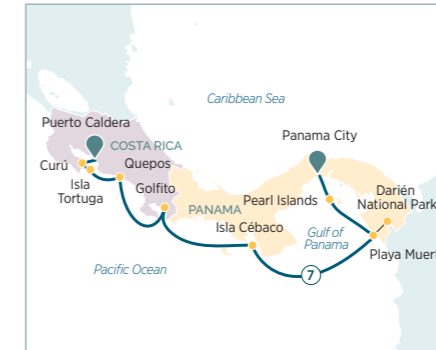 Caribbean Sea
Puerto Caldera
Panama City
COSTA RICA
Curú
Quepos
Isla
Tortuga
Golfito
Darién
National Park
PANAMA
Pearl Islands
Isla Cébaco
Gulf of
Panama
Playa Muert
Pacific Ocean
7